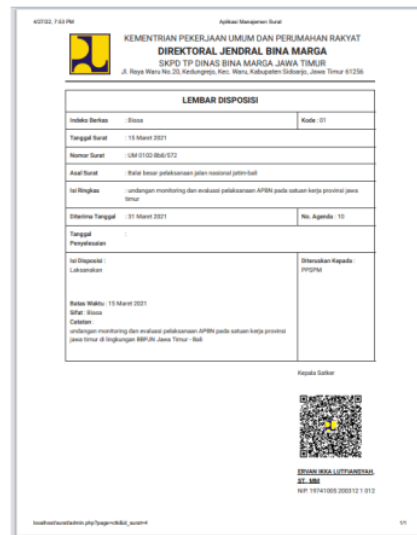 4/27/22, 7:53 PM Aplikasi Manajemen Surat
KEMENTRIAN PEKERJAAN UMUM DAN PERUMAHAN RAKYAT
DIREKTORAL JENDRAL BINA MARGA
SKPD TP DINAS BINA MARGA JAWA TIMUR
Jl. Raya Waru No.20, Kedungrejo, Kec. Waru, Kabupaten Sidoarjo, Jawa Timur 61256
LEMBAR DISPOSISI
Indeks Berkas : Biasa Kode : 01
Tanggal Surat : 15 Maret 2021
Nomor Surat : UM 0102-Bb8/572
Asal Surat : Balai besar pelaksanaan jalan nasional jatim-bali
Isi Ringkas : undangan monitoring dan evaluasi pelaksanaan APBN pada satuan kerja provinsi jawa
timur
Diterima Tanggal : 31 Maret 2021 No. Agenda : 10
Tanggal :
Penyelesaian
Isi Disposisi : Diteruskan Kepada :
Laksanakan PPSPM
Batas Waktu : 15 Maret 2021
Sifat : Biasa
Catatan :
undangan monitoring dan evaluasi pelaksanaan APBN pada satuan kerja provinsi
jawa timur di lingkungan BBPJN Jawa Timur - Bali
Kepala Satker
ERVAN IKKA LUTFIANSYAH,
ST., MM
NIP. 19741005 200312 1 012
1/1